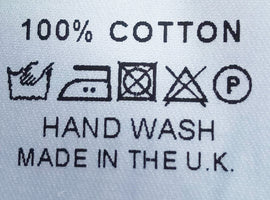 100% COTTON
P
HAND WASH
MADE IN THE U.K.